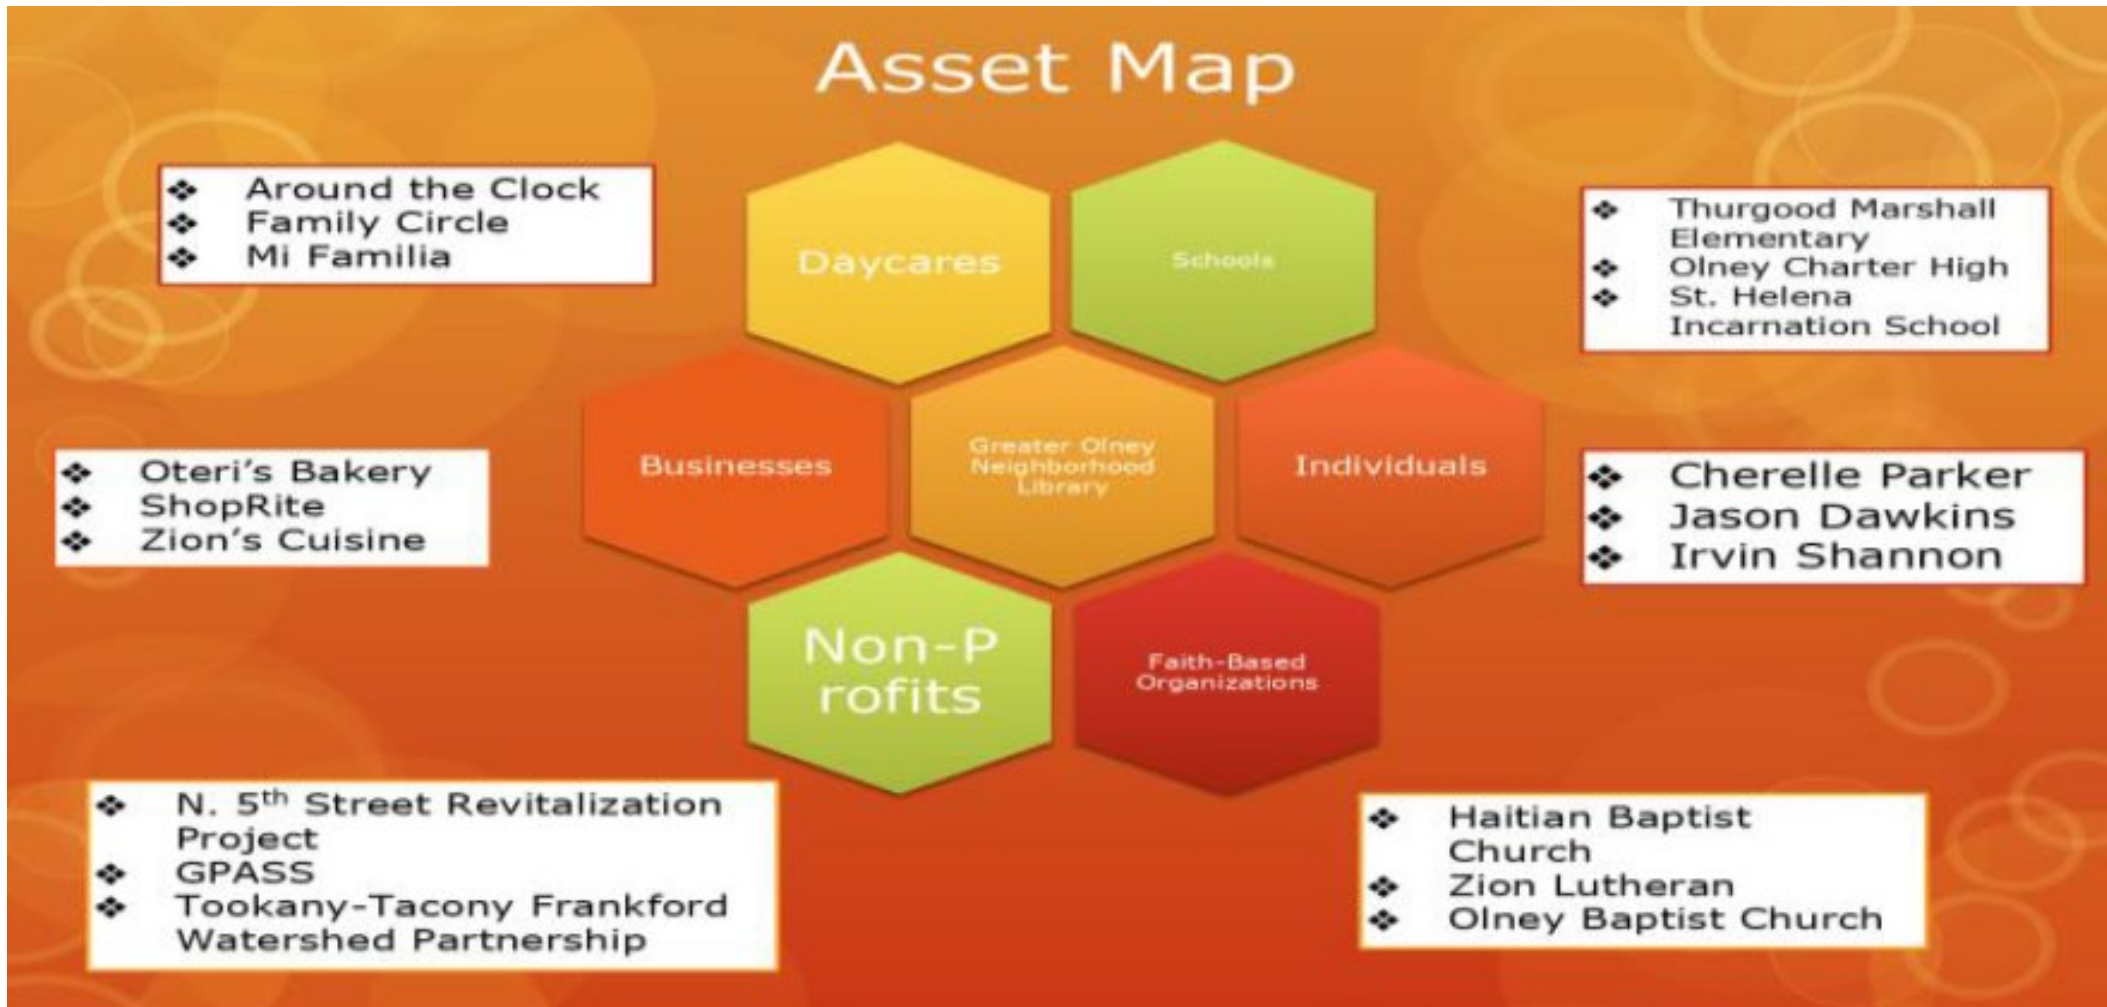 Asset Map
❖ Around the Clock
❖ Family Circle
❖ Mi Familia
Daycares
Schools
❖ Thurgood Marshall
Elementary
❖ Olney Charter High
❖ St. Helena
Incarnation School
❖ Oteri’s Bakery
❖ ShopRite
❖ Zion’s Cuisine
Businesses
Greater Olney
Neighborhood
Library
Individuals
❖ Cherelle Parker
❖ Jason Dawkins
❖ Irvin Shannon
Non-P
rofits
Faith-Based
Organizations
❖ N. 5th Street Revitalization
Project
❖ GPASS
❖ Tookany-Tacony Frankford
Watershed Partnership
❖ Haitian Baptist
Church
❖ Zion Lutheran
❖ Olney Baptist Church